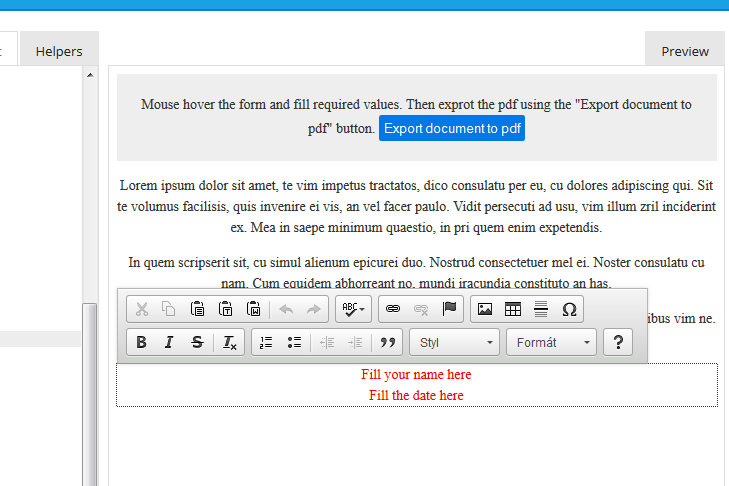 Helpers
Preview
Mouse hover the form and fill required values. Then exprot the pdf using the "Export document to
pdf" button. Export document to pdf
Lorem ipsum dolor sit amet, te vim impetus tractatos, dico consulatu per eu, cu dolores adipiscing qui. Sit
te volumus facilisis, quis invenire ei vis, an vel facer paulo. Vidit persecuti ad usu, vim illum zril inciderint
ex. Mea in saepe minimum quaestio, in pri quem enim expetendis.
In quem scripserit sit, cu simul alienum epicurei duo. Nostrud consectetuer mel ei. Noster consulatu cu
nam. Cum equidem abhorreant no, mundi iracundia constituto an has.
ibus vim ne.
ABC
B I S Tx Styl Formát ?
Fill your name here
Fill the date here